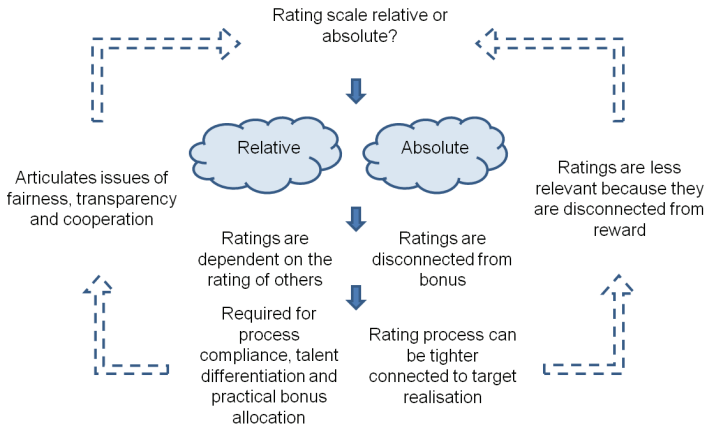 Rating scale relative or
absolute?
Relative
Absolute
Articulates issues of
fairness, transparency
and cooperation
Ratings are less
relevant because they
are disconnected from
reward
Ratings are
dependent on the
rating of others
Ratings are
disconnected from
bonus
Required for
process
compliance, talent
differentiation and
practical bonus
allocation
Rating process can
be tighter
connected to target
realisation